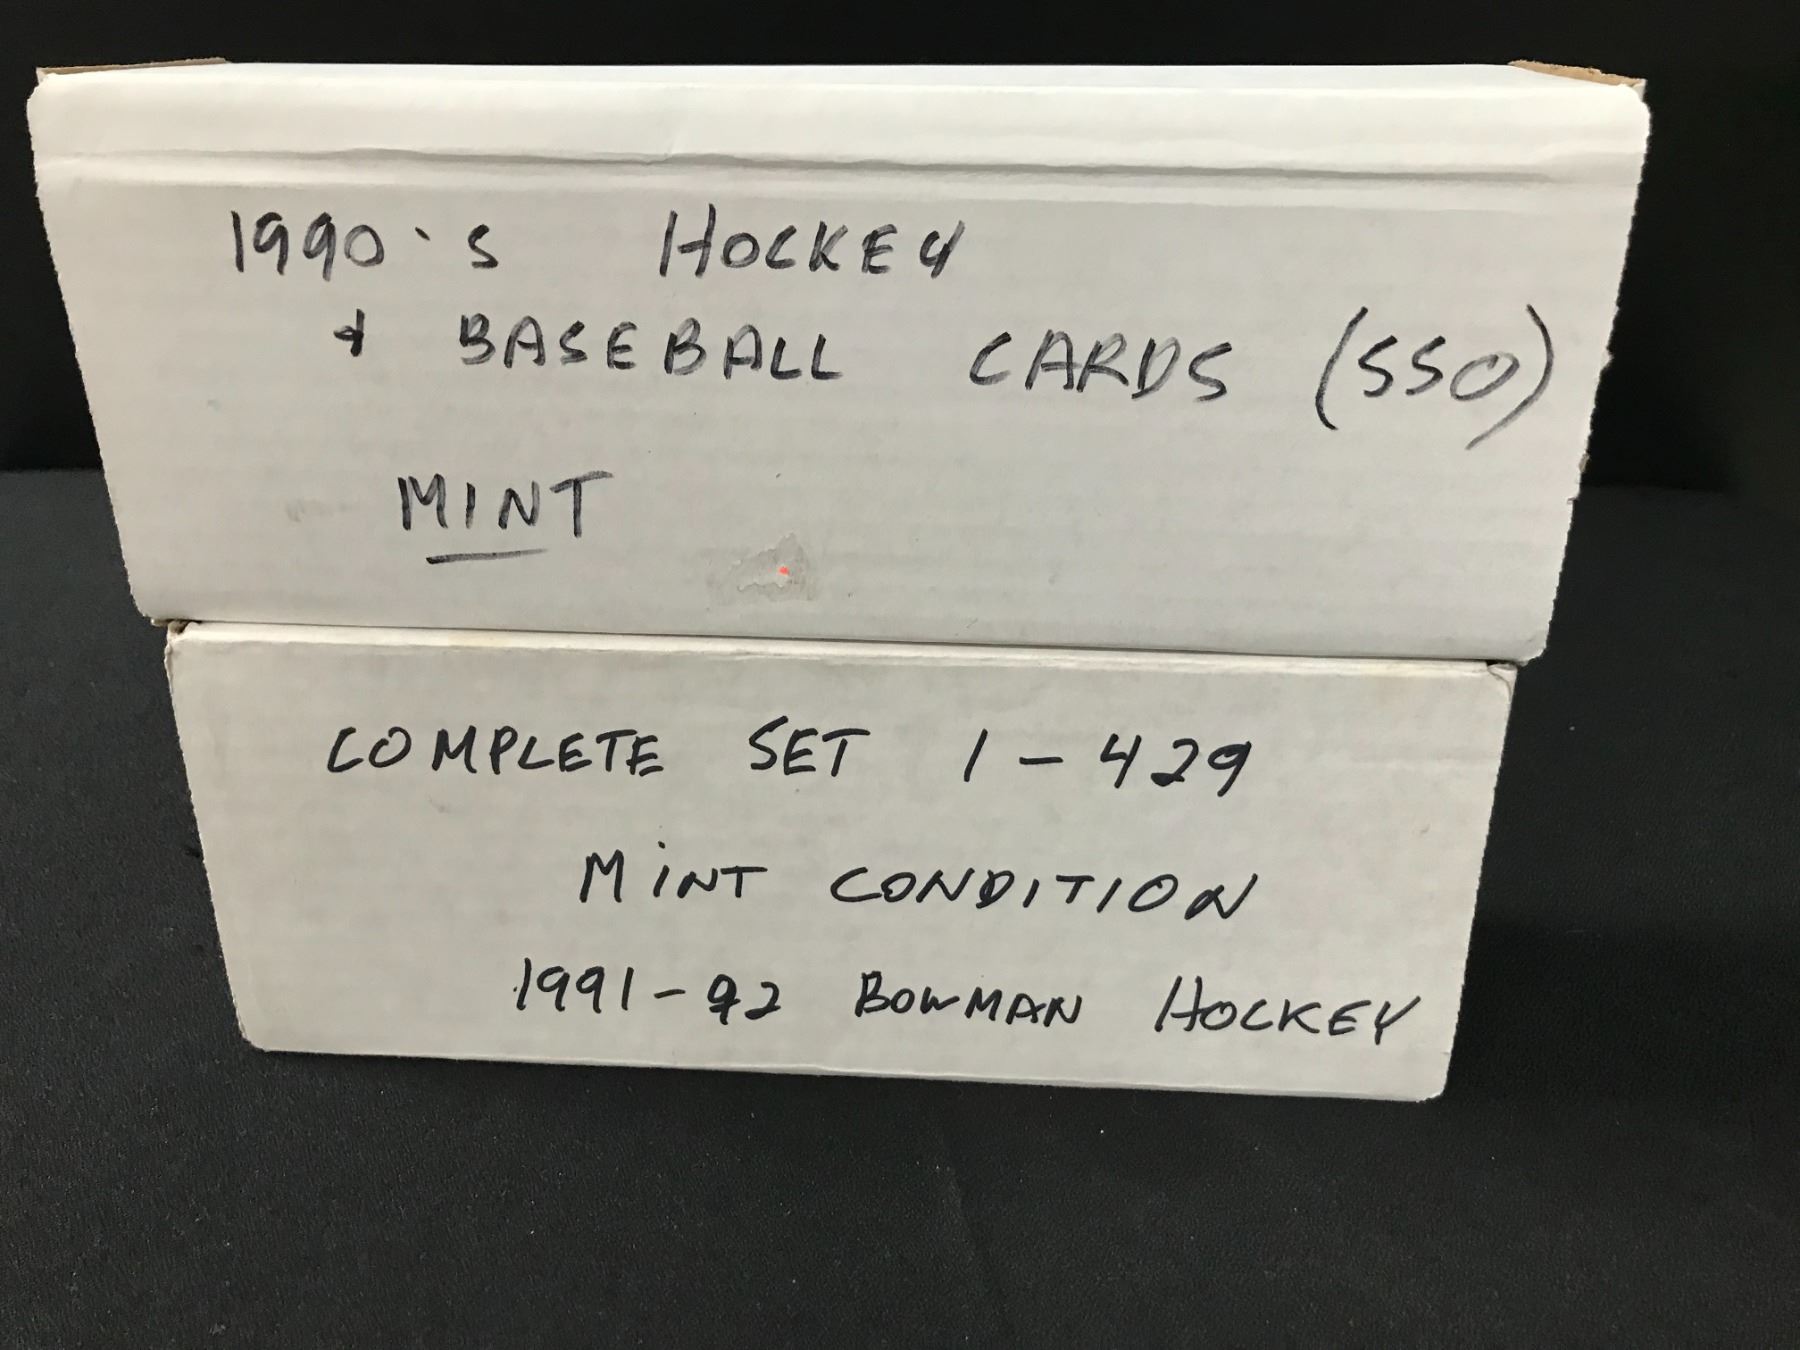 1990's HOCKEY
+ BASEBALL CARDS (550)
MINT
COMPLETE SET 1-429
MINT CONDITION
1991-92 BOWMAN HOCKEY